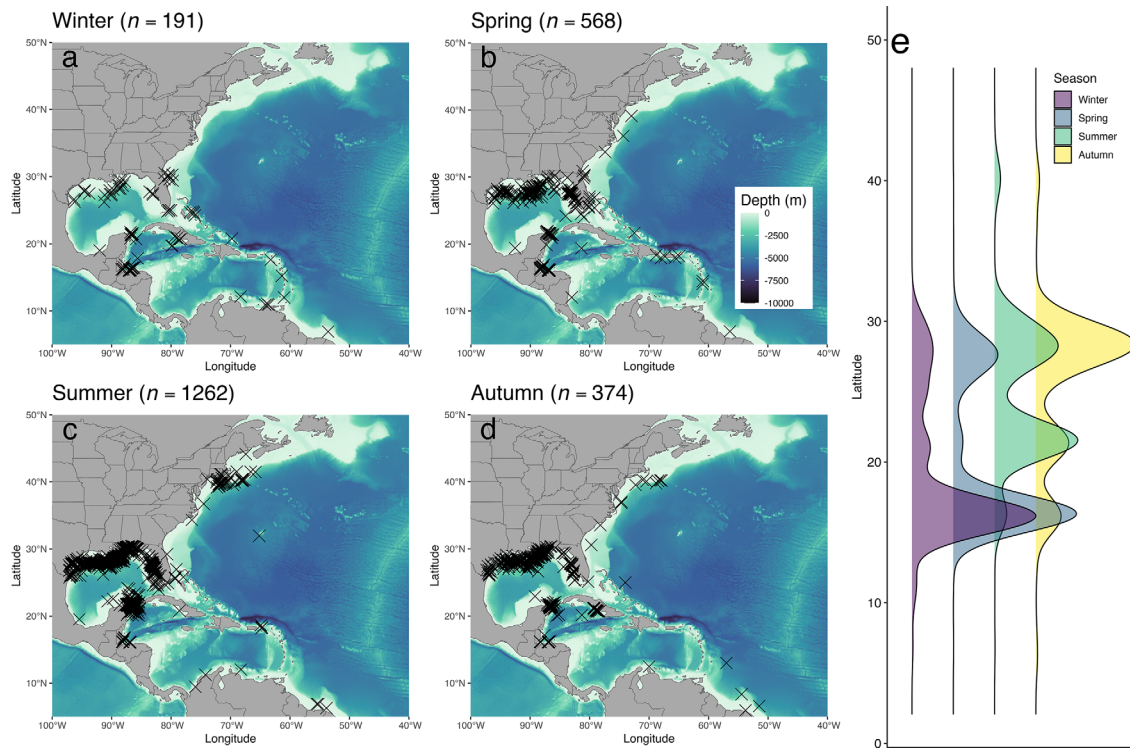 Winter (n = 191)
a
50°N
40°N
30°N
20°N
10°N
Latitude
100°W
90°W
80°W
70°W
60°W
50°W
40°W
Longitude
Spring (n = 568)
b
50°N
40°N
30°N
20°N
10°N
Latitude
Depth (m)
0
-2500
-5000
-7500
-10000
100°W
90°W
80°W
70°W
60°W
50°W
40°W
Longitude
Summer (n = 1262)
c
50°N
40°N
30°N
20°N
10°N
Latitude
100°W
90°W
80°W
70°W
60°W
50°W
40°W
Longitude
Autumn (n = 374)
d
50°N
40°N
30°N
20°N
10°N
Latitude
100°W
90°W
80°W
70°W
60°W
50°W
40°W
Longitude
e
50
40
30
20
10
0
Latitude
Season
Winter
Spring
Summer
Autumn